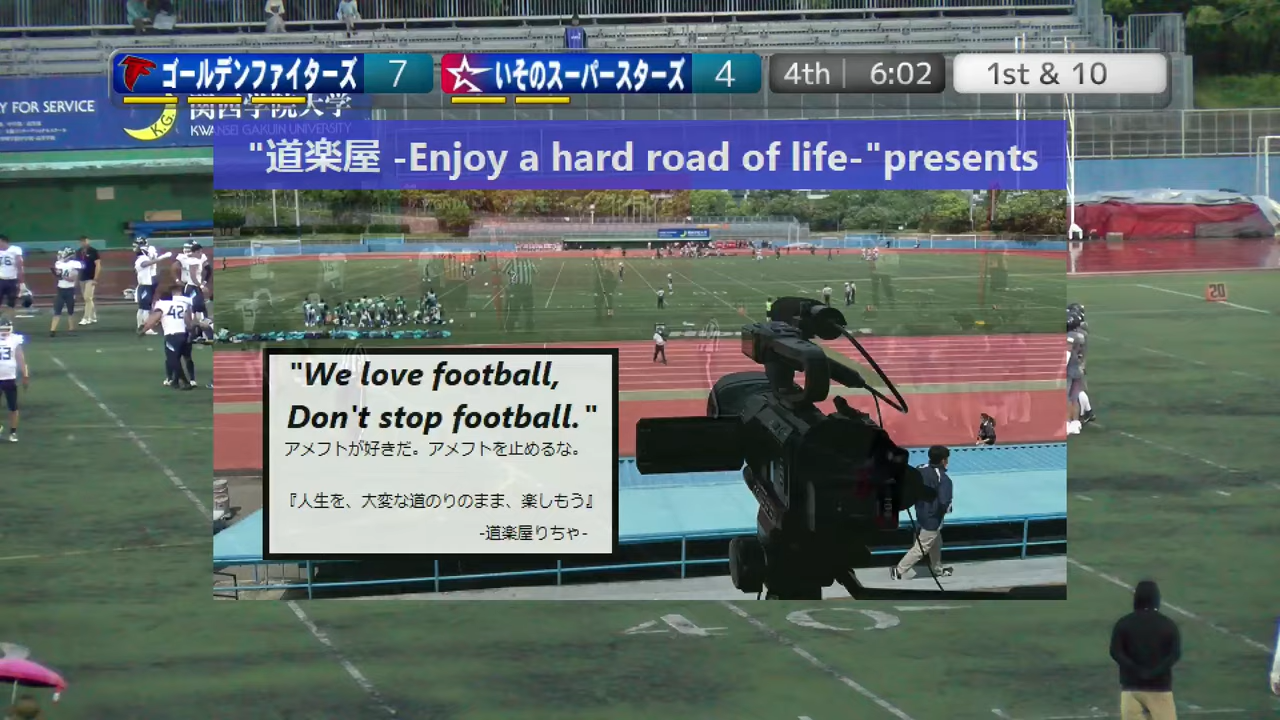 ゴールデンファイターズ 7 いそのスーパースターズ 4 4th 6:02 1st & 10
Y FOR SERVICE
関西学院大学
K.G.
KWANSEI GAKUIN UNIVERSITY
"道楽屋 -Enjoy a hard road of life-"presents
"We love football,
Don't stop football."
アメフトが好きだ。アメフトを止めるな。
『人生を、大変な道のりのまま、楽しもう』
-道楽屋りちゃ-
42
20
40